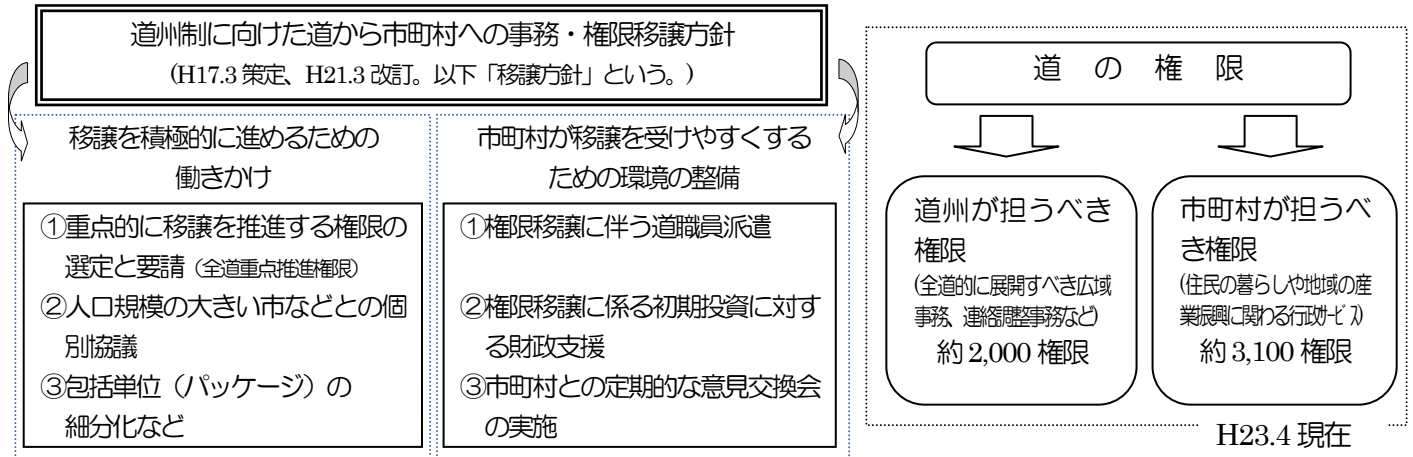 道州制に向けた道から市町村への事務・権限移譲方針
(H17.3 策定、H21.3 改訂。以下「移譲方針」という。)
移譲を積極的に進めるための
働きかけ
①重点的に移譲を推進する権限の
選定と要請（全道重点推進権限）
②人口規模の大きい市などとの個
別協議
③包括単位（パッケージ）の
細分化など
市町村が移譲を受けやすくする
ための環境の整備
①権限移譲に伴う道職員派遣
②権限移譲に係る初期投資に対す
る財政支援
③市町村との定期的な意見交換会
の実施
道 の 権 限
道州が担うべき
権限
(全道的に展開すべき広域
事務、連絡調整事務など)
約 2,000 権限
市町村が担うべ
き権限
(住民の暮らしや地域の産
業振興に関わる行政サービス)
約 3,100 権限
H23.4 現在